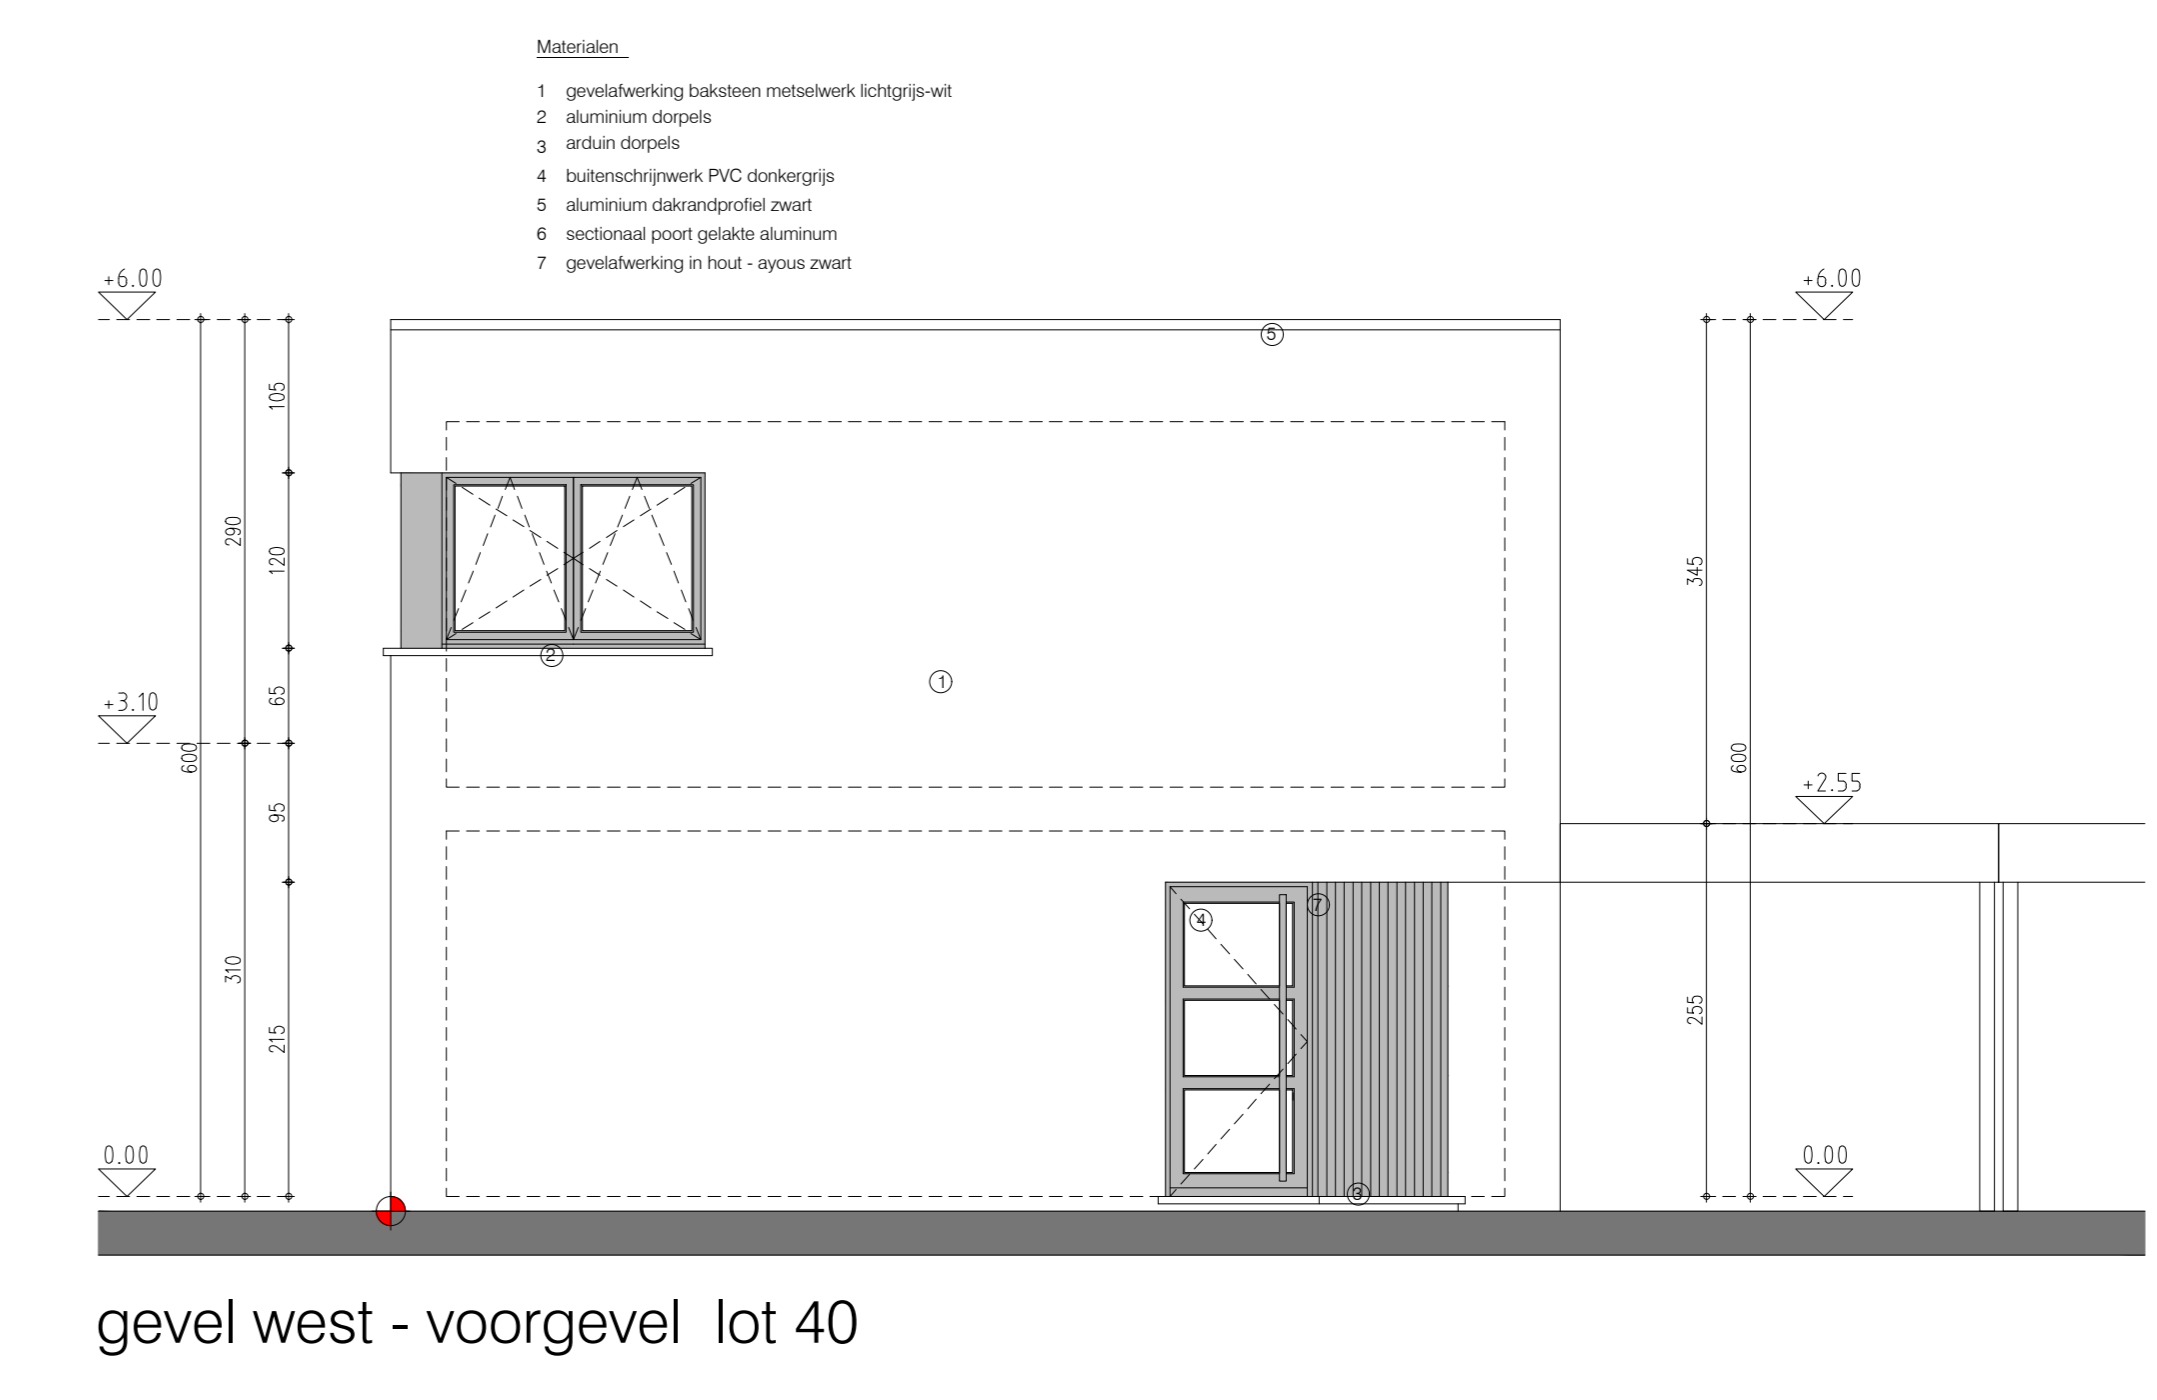 Materialen
1 gevelafwerking baksteen metselwerk lichtgrijs-wit
2 aluminium dorpels
3 arduin dorpels
4 buitenschrijnwerk PVC donkergrijs
5 aluminium dakrandprofiel zwart
6 sectionaal poort gelakte aluminum
7 gevelafwerking in hout - ayous zwart
+6.00
+6.00
5
105
290
120
345
2
1
65
+3.10
600
600
+2.55
95
4
7
310
255
215
0.00
0.00
3
gevel west - voorgevel lot 40